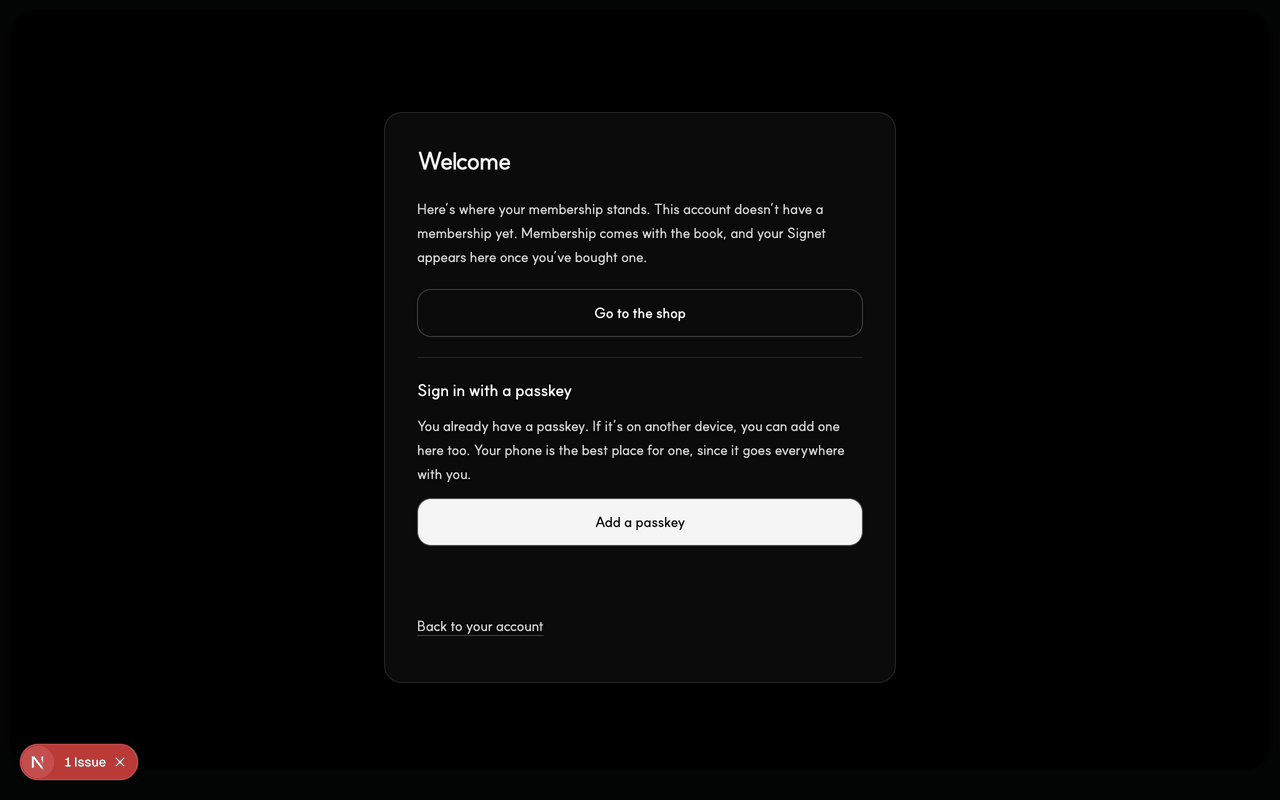 Welcome
Here's where your membership stands. This account doesn't have a
membership yet. Membership comes with the book, and your Signet
appears here once you've bought one.
Go to the shop
Sign in with a passkey
You already have a passkey. If it's on another device, you can add one
here too. Your phone is the best place for one, since it goes everywhere
with you.
Add a passkey
Back to your account
N 1 Issue